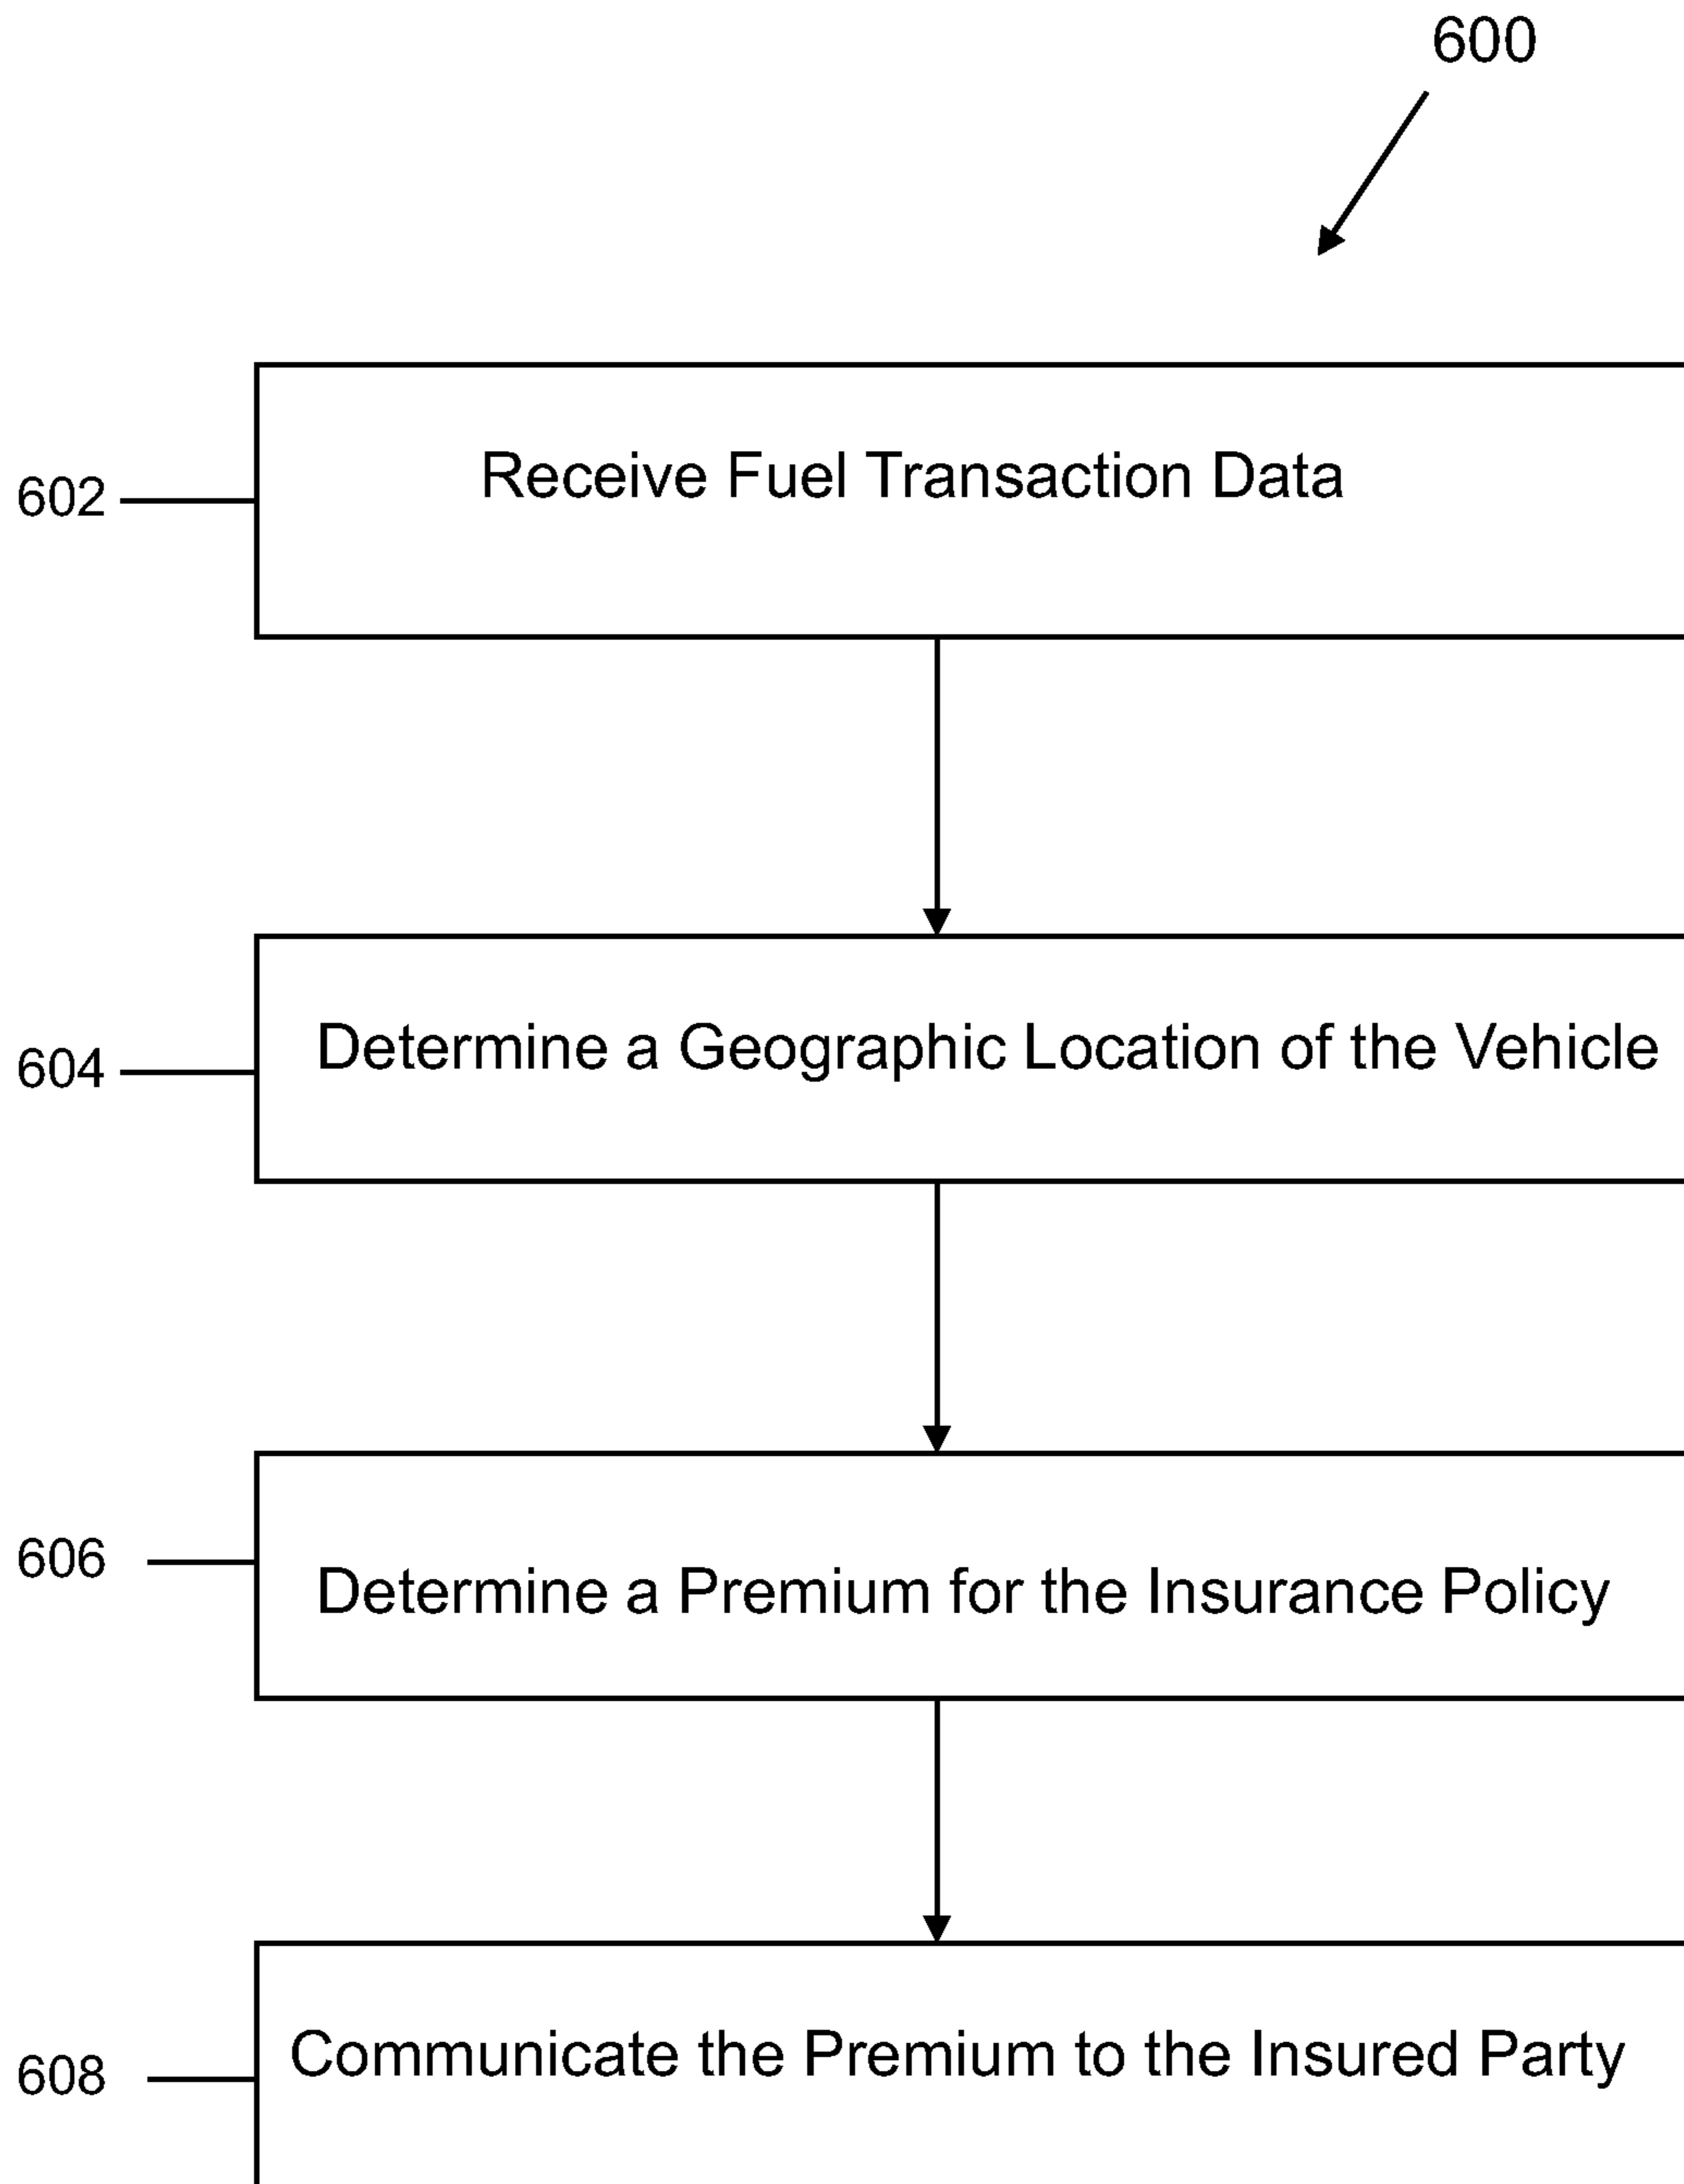 600
602
Receive Fuel Transaction Data
604
Determine a Geographic Location of the Vehicle
606
Determine a Premium for the Insurance Policy
608
Communicate the Premium to the Insured Party